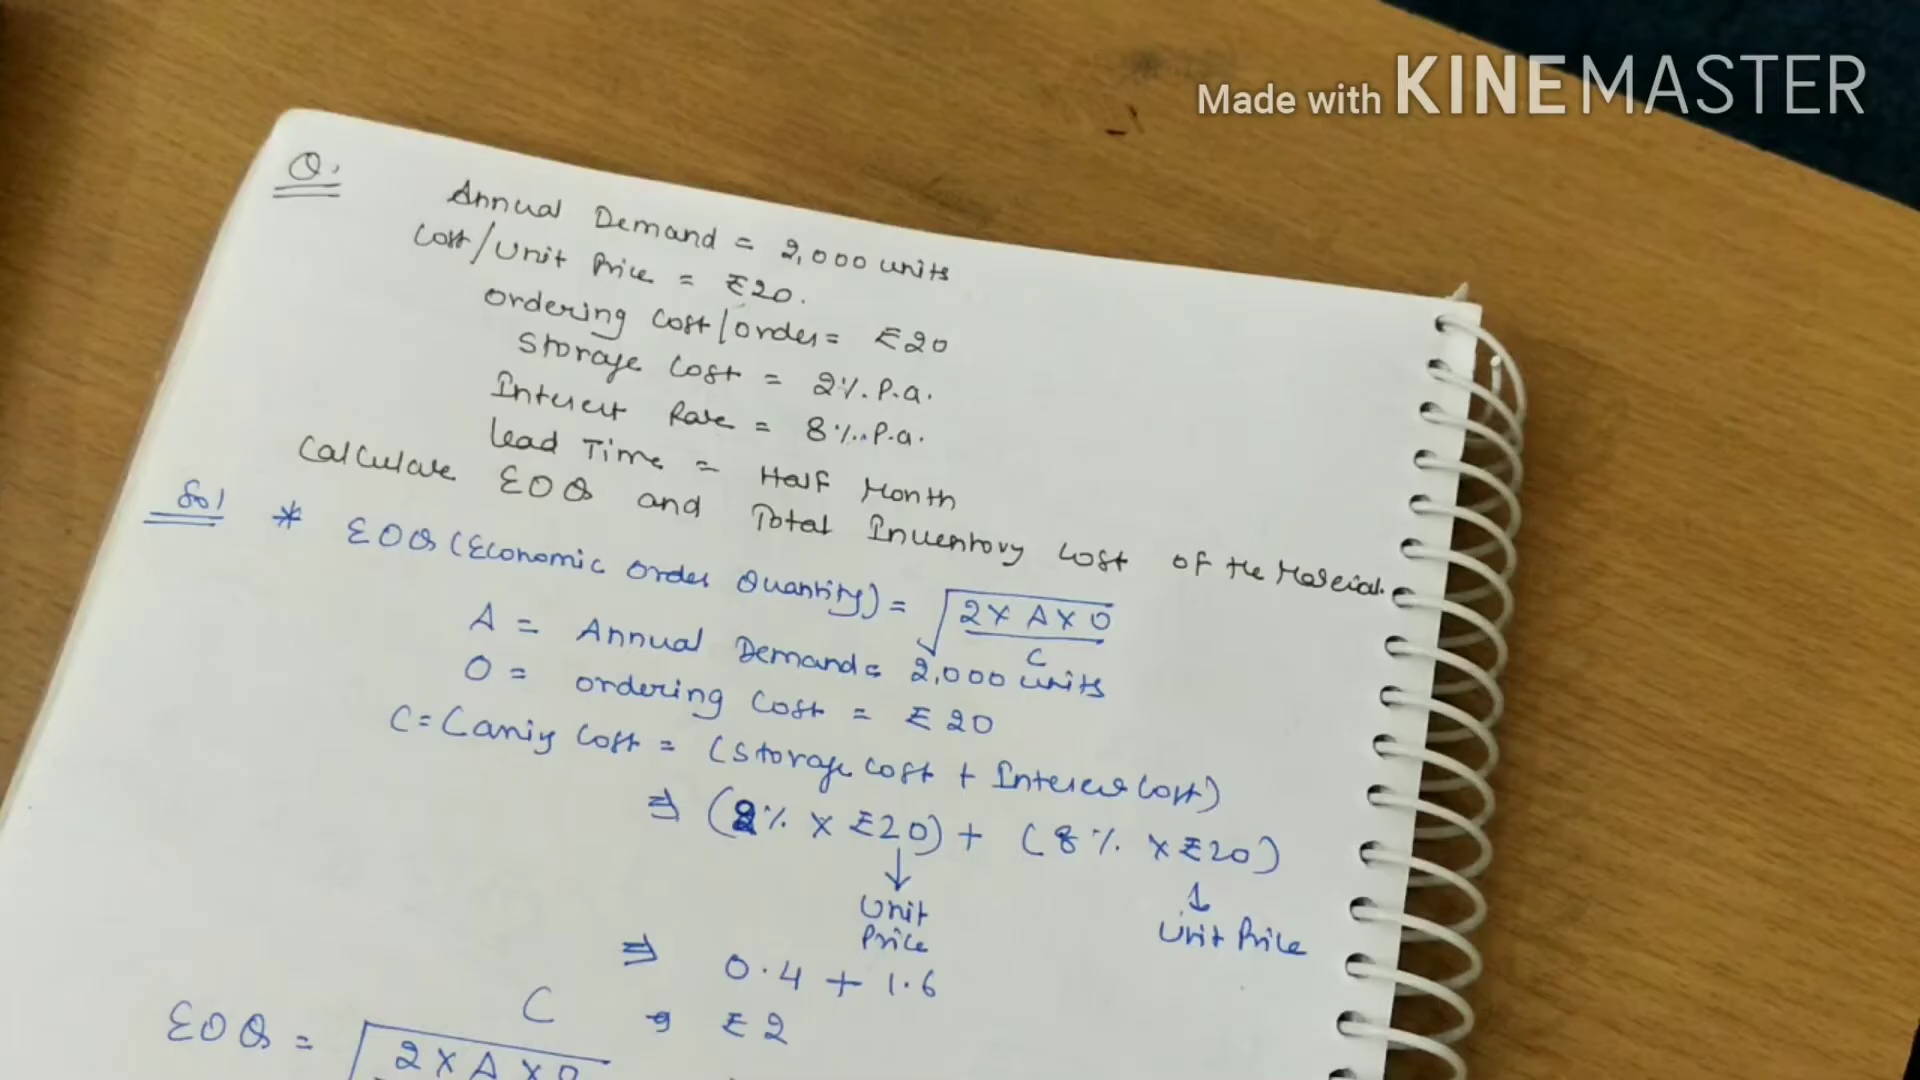 Made with KINEMASTER
Q.
Annual Demand = 2,000 units
Cost/Unit Price = ₹20.
Ordering Cost/order = ₹20
Storage Cost = 2% P.a.
Interest Rate = 8% P.a.
Lead Time = Half Month
Calculate EOQ and Total Inventory Cost of the Material.
Sol * EOQ (Economic Order Quantity) = √2 X A X O
C
A = Annual Demand = 2,000 units
O = Ordering Cost = ₹20
C = Carriy Cost = (Storage Cost + Interest Cost)
⇒ (2% X ₹20) + (8% X ₹20)
↓ ↓
Unit Price Unit Price
⇒ 0.4 + 1.6
C ⇒ ₹2
EOQ = √2 X A X O